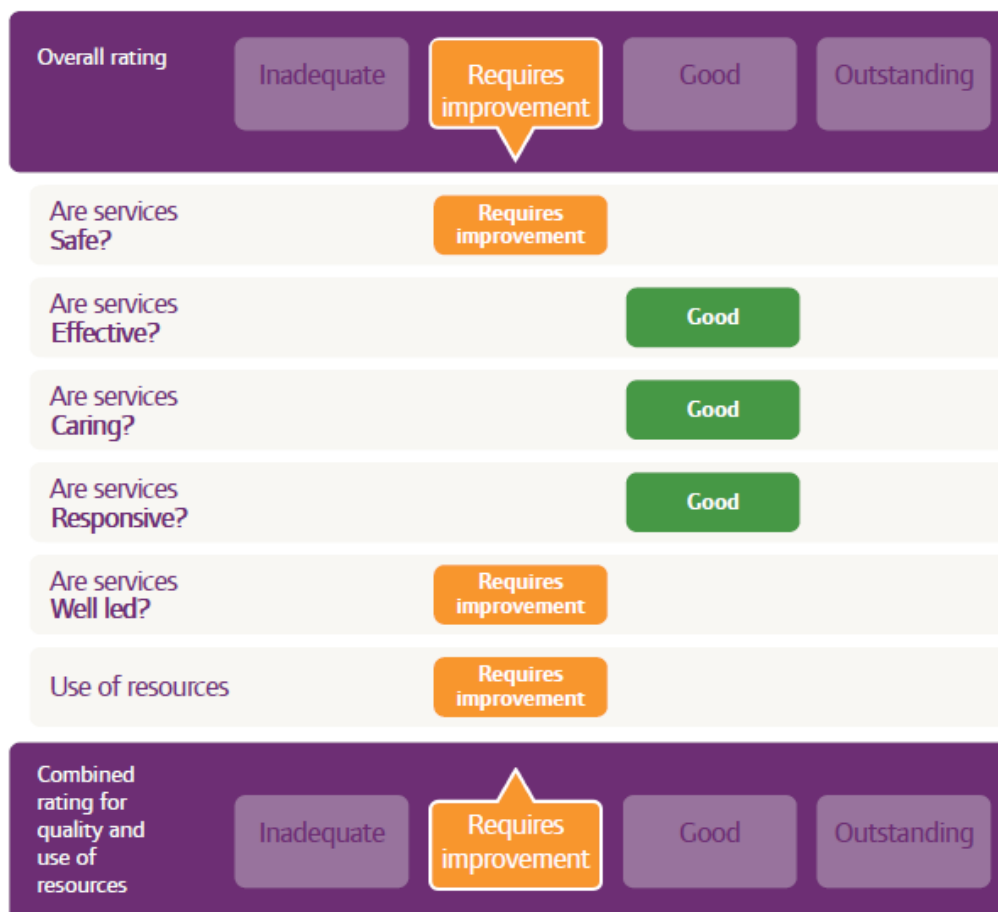 Overall rating
Inadequate
Requires
improvement
Good
Outstanding
Are services
Safe?
Requires
improvement
Are services
Effective?
Good
Are services
Caring?
Good
Are services
Responsive?
Good
Are services
Well led?
Requires
improvement
Use of resources
Requires
improvement
Combined
rating for
quality and
use of
resources
Inadequate
Requires
improvement
Good
Outstanding